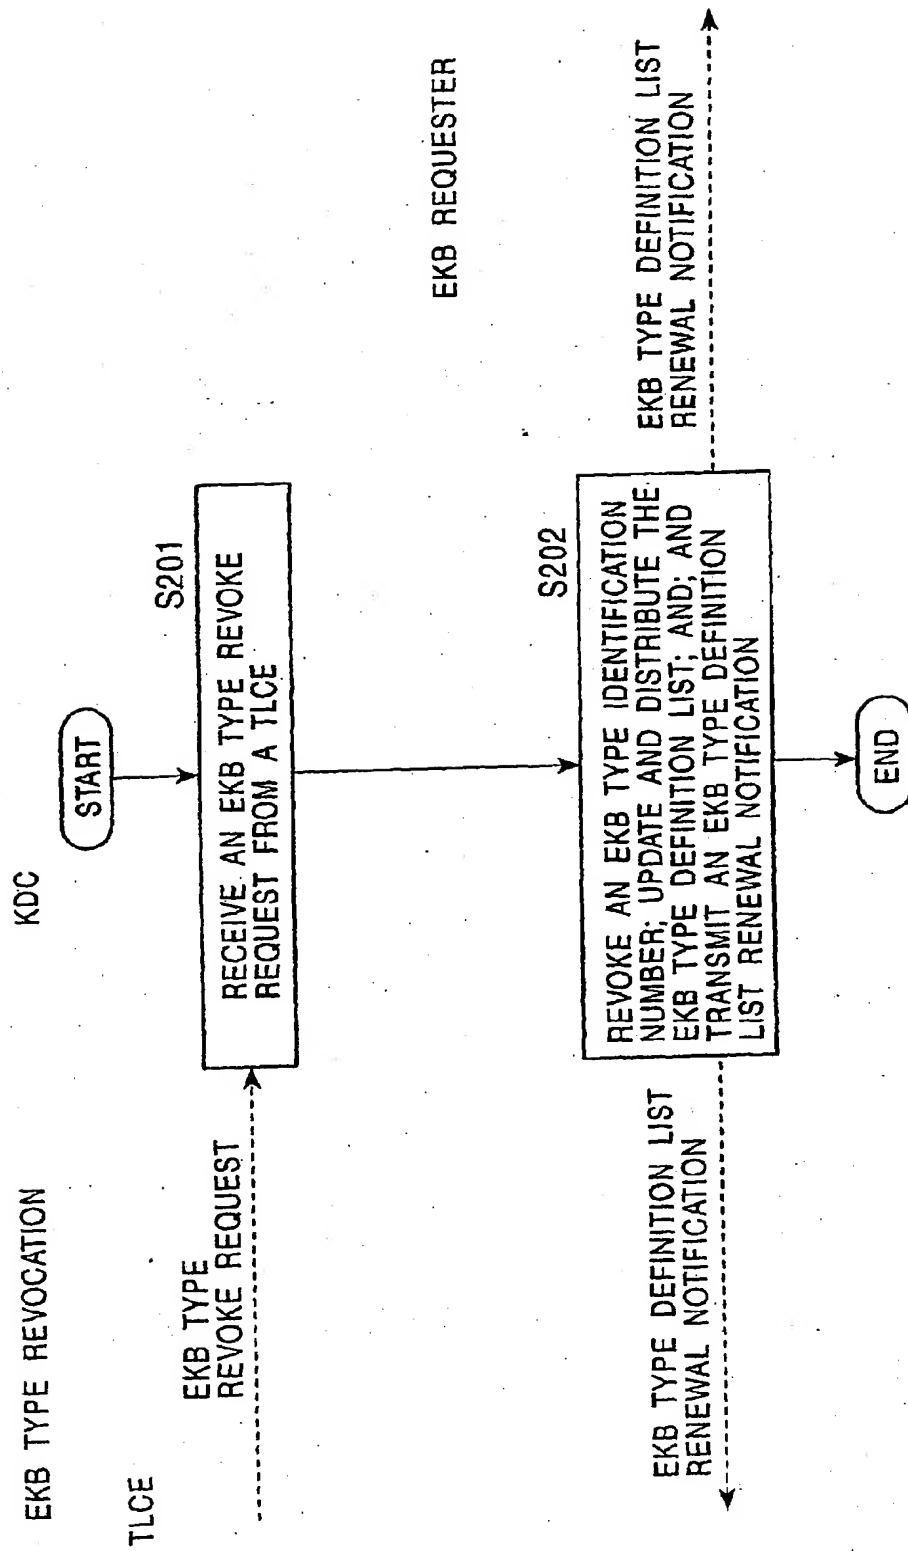 EKB TYPE REVOCATION
TLCE
KDC
EKB REQUESTER
START
S201
EKB TYPE
REVOKE REQUEST
RECEIVE AN EKB TYPE REVOKE
REQUEST FROM A TLCE
S202
REVOKE AN EKB TYPE IDENTIFICATION
NUMBER; UPDATE AND DISTRIBUTE THE
EKB TYPE DEFINITION LIST; AND; AND
TRANSMIT AN EKB TYPE DEFINITION
LIST RENEWAL NOTIFICATION
EKB TYPE DEFINITION LIST
RENEWAL NOTIFICATION
EKB TYPE DEFINITION LIST
RENEWAL NOTIFICATION
END